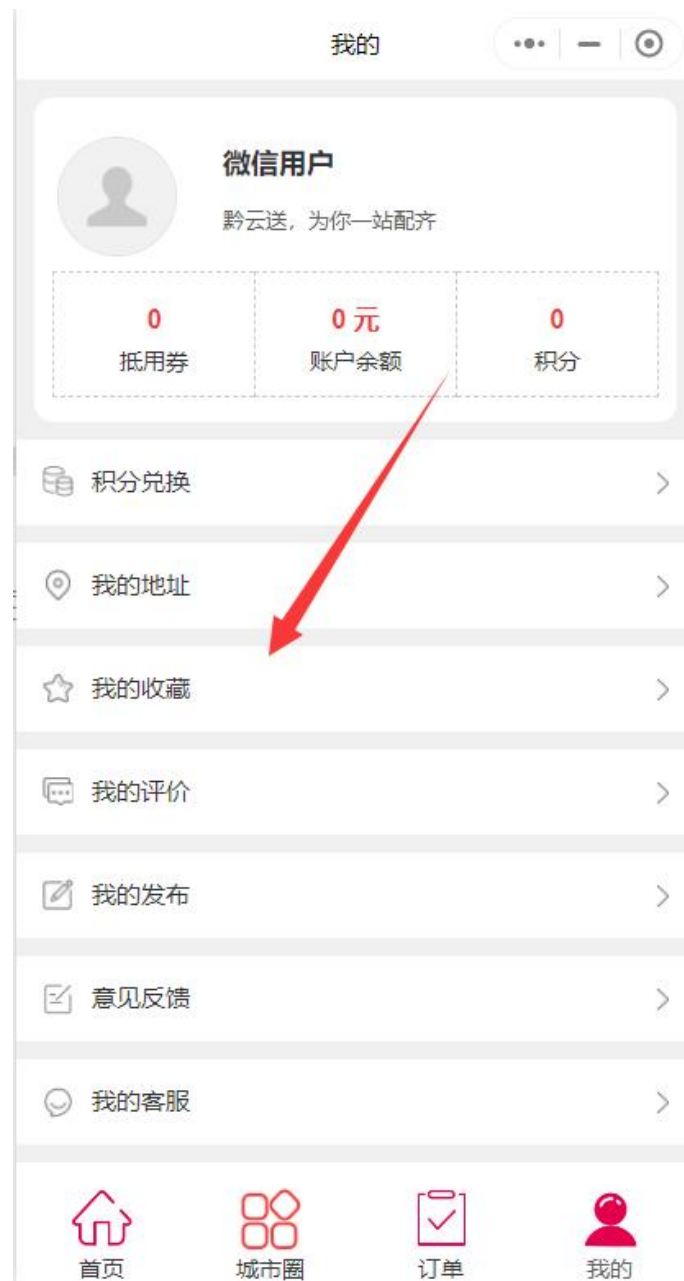 我的
微信用户
黔云送，为你一站配齐
0 0 元 0
抵用券 账户余额 积分
积分兑换
我的地址
我的收藏
我的评价
我的发布
意见反馈
我的客服
首页 城市圈 订单 我的